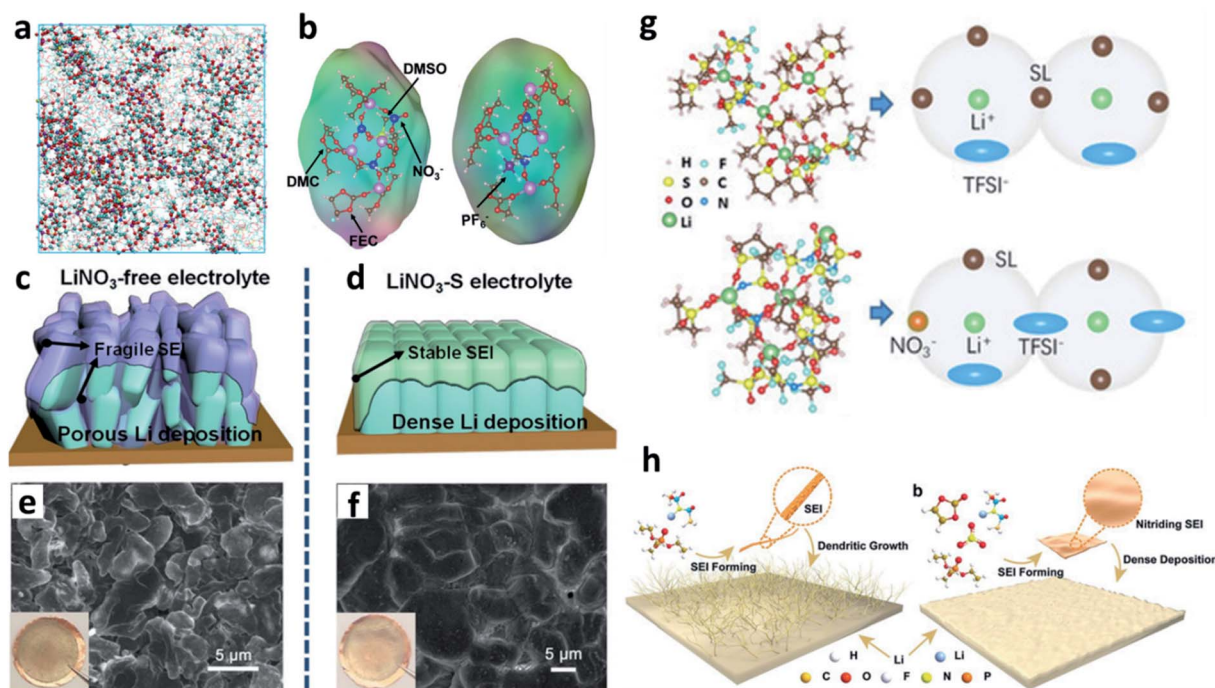 a
b
DMSO
DMC
NO₃⁻
FEC
PF₆⁻
c
LiNO₃-free electrolyte
Fragile SEI
Porous Li deposition
d
LiNO₃-S electrolyte
Stable SEI
Dense Li deposition
e
5 μm
f
5 μm
g
H F
S C
O N
Li
SL
Li⁺
TFSI⁻
SL
NO₃⁻
Li⁺
TFSI⁻
h
SEI
SEI Forming
Dendritic Growth
b
Nitriding SEI
SEI Forming
Dense Deposition
Li
H Li
C O F N P